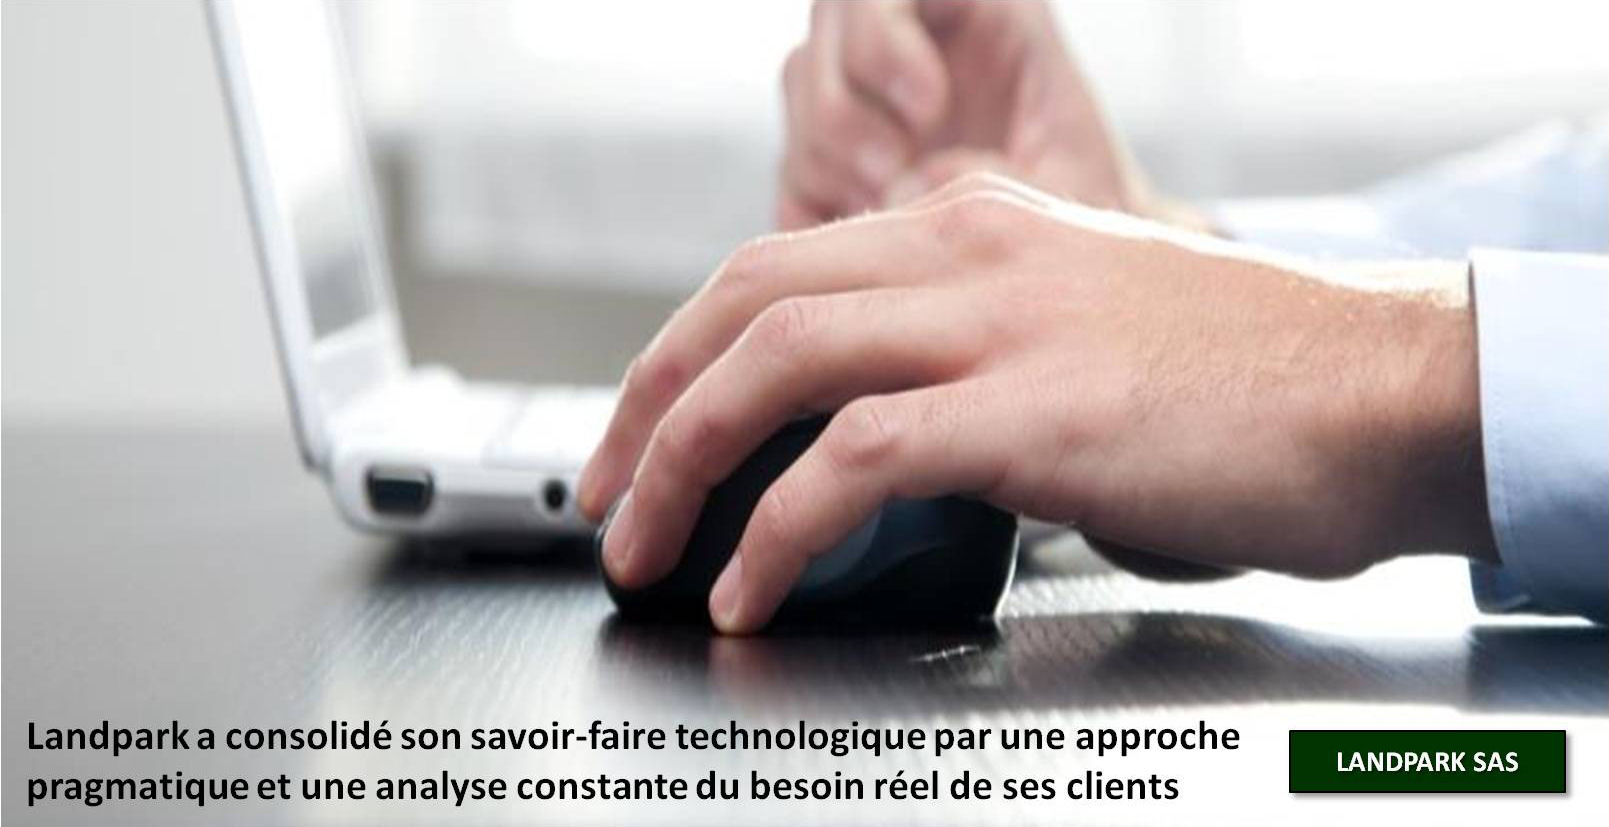 Landpark a consolidé son savoir-faire technologique par une approche
pragmatique et une analyse constante du besoin réel de ses clients
LANDPARK SAS